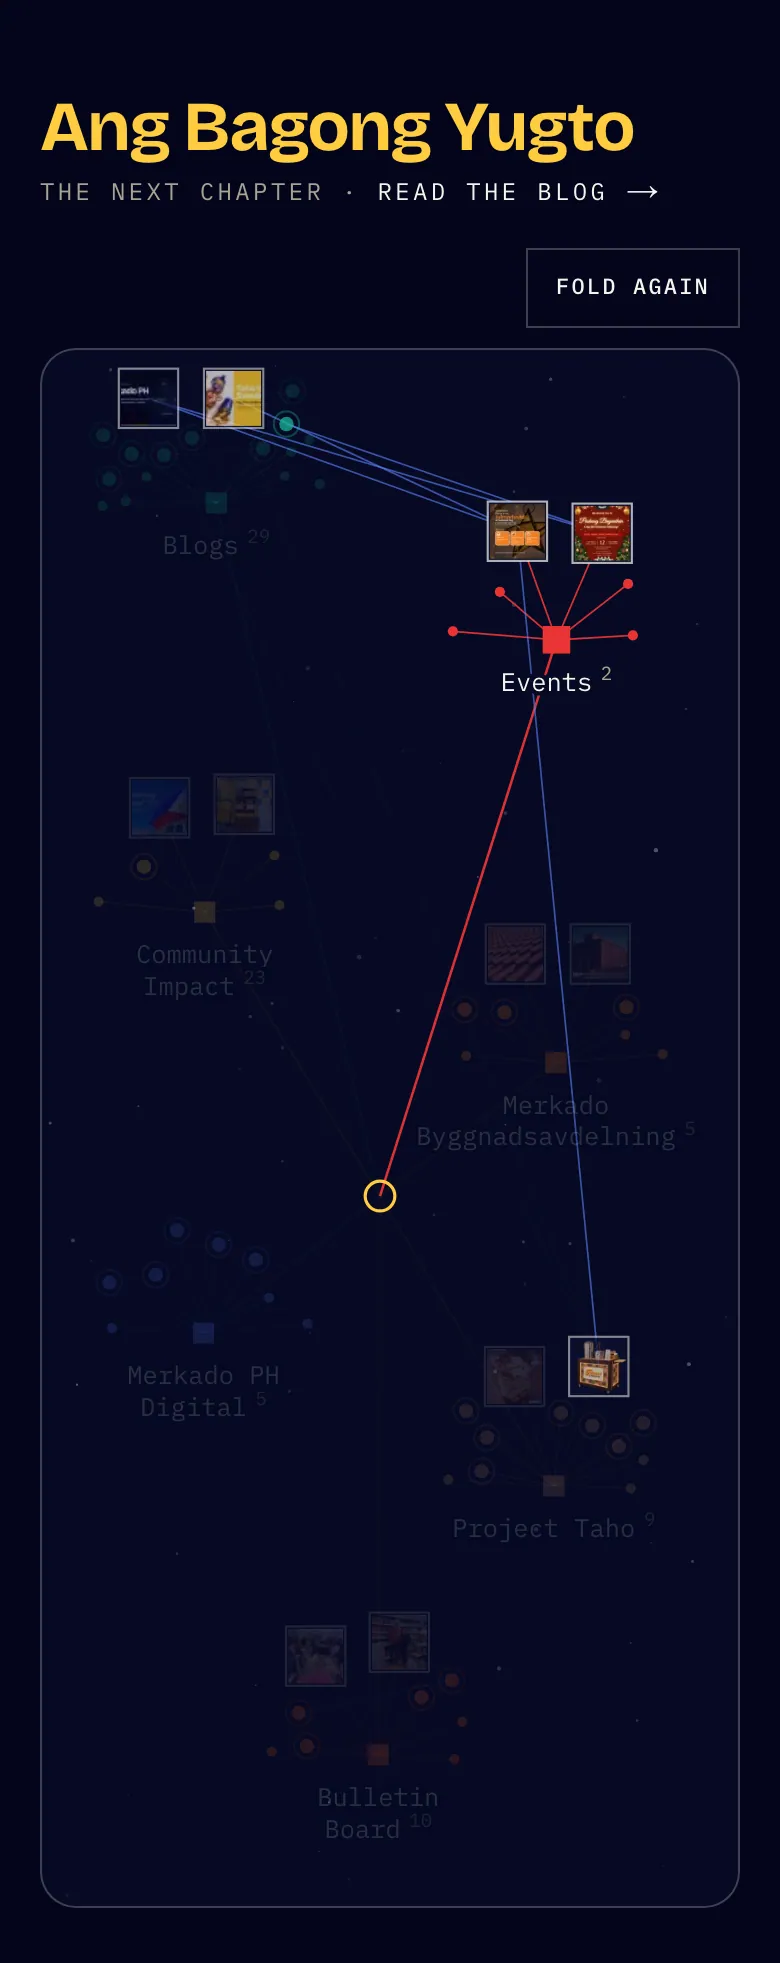 Ang Bagong Yugto
THE NEXT CHAPTER · READ THE BLOG →
FOLD AGAIN
Blogs 29
Events 2
Community
Impact 23
Merkado
Byggnadsavdelning 5
Merkado PH
Digital 5
Project Taho 9
Bulletin
Board 10